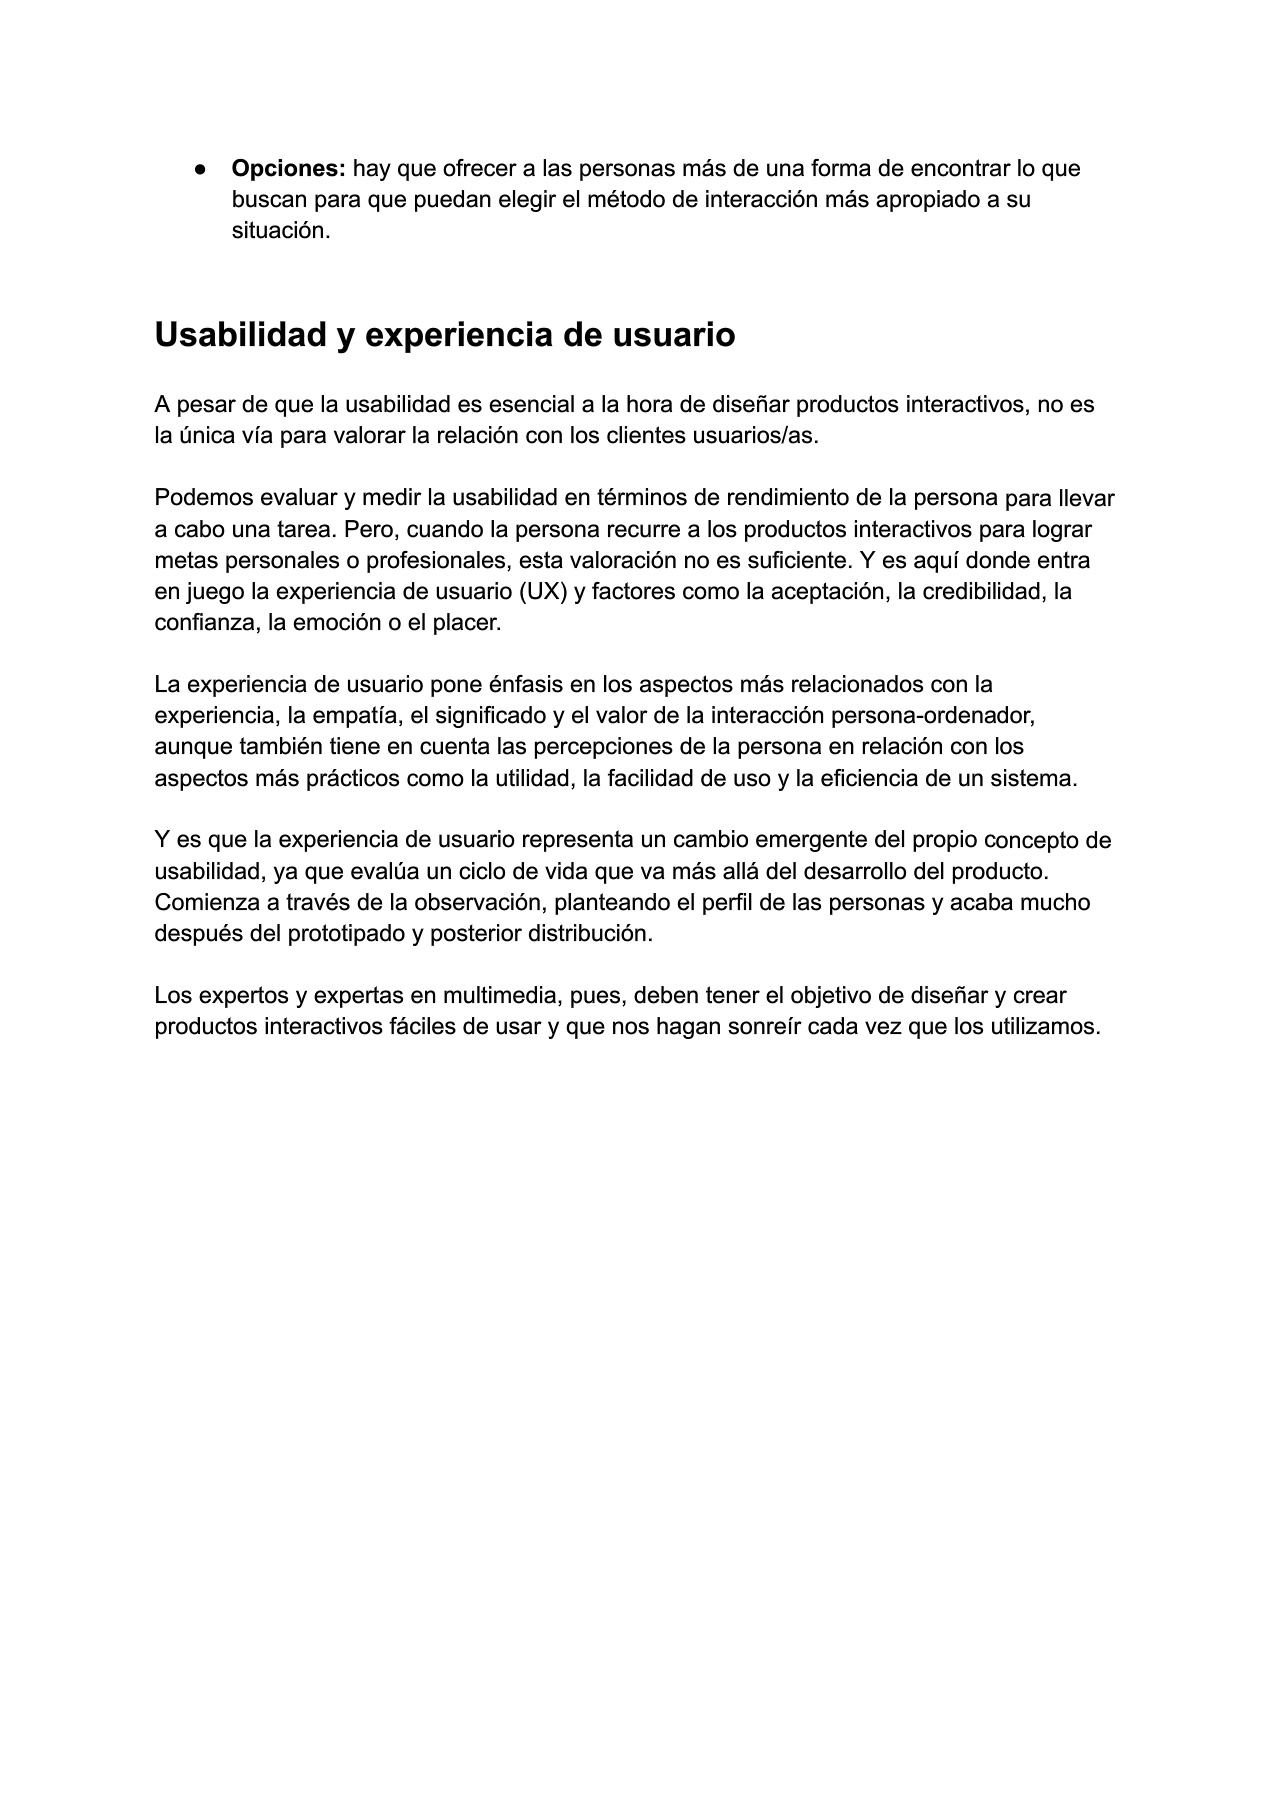 ● Opciones: hay que ofrecer a las personas más de una forma de encontrar lo que
buscan para que puedan elegir el método de interacción más apropiado a su
situación.
Usabilidad y experiencia de usuario
A pesar de que la usabilidad es esencial a la hora de diseñar productos interactivos, no es
la única vía para valorar la relación con los clientes usuarios/as.
Podemos evaluar y medir la usabilidad en términos de rendimiento de la persona para llevar
a cabo una tarea. Pero, cuando la persona recurre a los productos interactivos para lograr
metas personales o profesionales, esta valoración no es suficiente. Y es aquí donde entra
en juego la experiencia de usuario (UX) y factores como la aceptación, la credibilidad, la
confianza, la emoción o el placer.
La experiencia de usuario pone énfasis en los aspectos más relacionados con la
experiencia, la empatía, el significado y el valor de la interacción persona-ordenador,
aunque también tiene en cuenta las percepciones de la persona en relación con los
aspectos más prácticos como la utilidad, la facilidad de uso y la eficiencia de un sistema.
Y es que la experiencia de usuario representa un cambio emergente del propio concepto de
usabilidad, ya que evalúa un ciclo de vida que va más allá del desarrollo del producto.
Comienza a través de la observación, planteando el perfil de las personas y acaba mucho
después del prototipado y posterior distribución.
Los expertos y expertas en multimedia, pues, deben tener el objetivo de diseñar y crear
productos interactivos fáciles de usar y que nos hagan sonreír cada vez que los utilizamos.